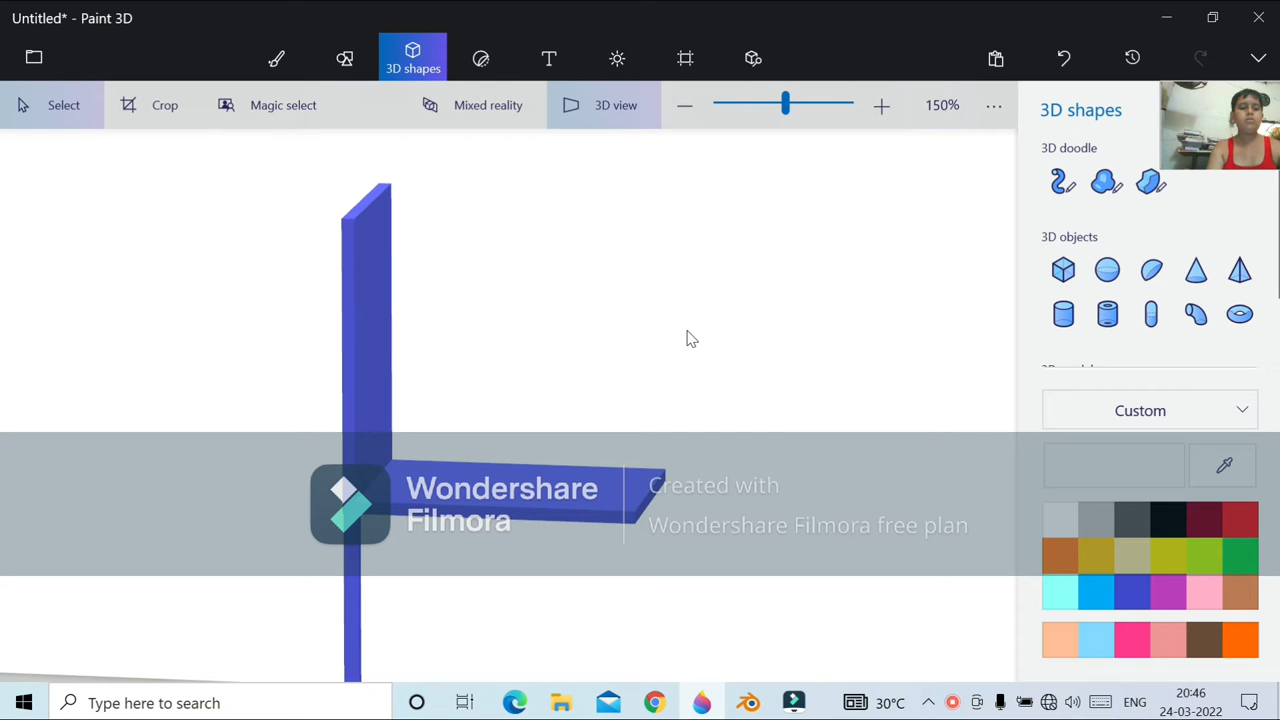 Untitled* - Paint 3D
3D shapes
Select
Crop
Magic select
Mixed reality
3D view
150%
3D shapes
3D doodle
3D objects
Custom
Wondershare
Filmora
Created with
Wondershare Filmora free plan
Type here to search
30°C
ENG
20:46
24-03-2022